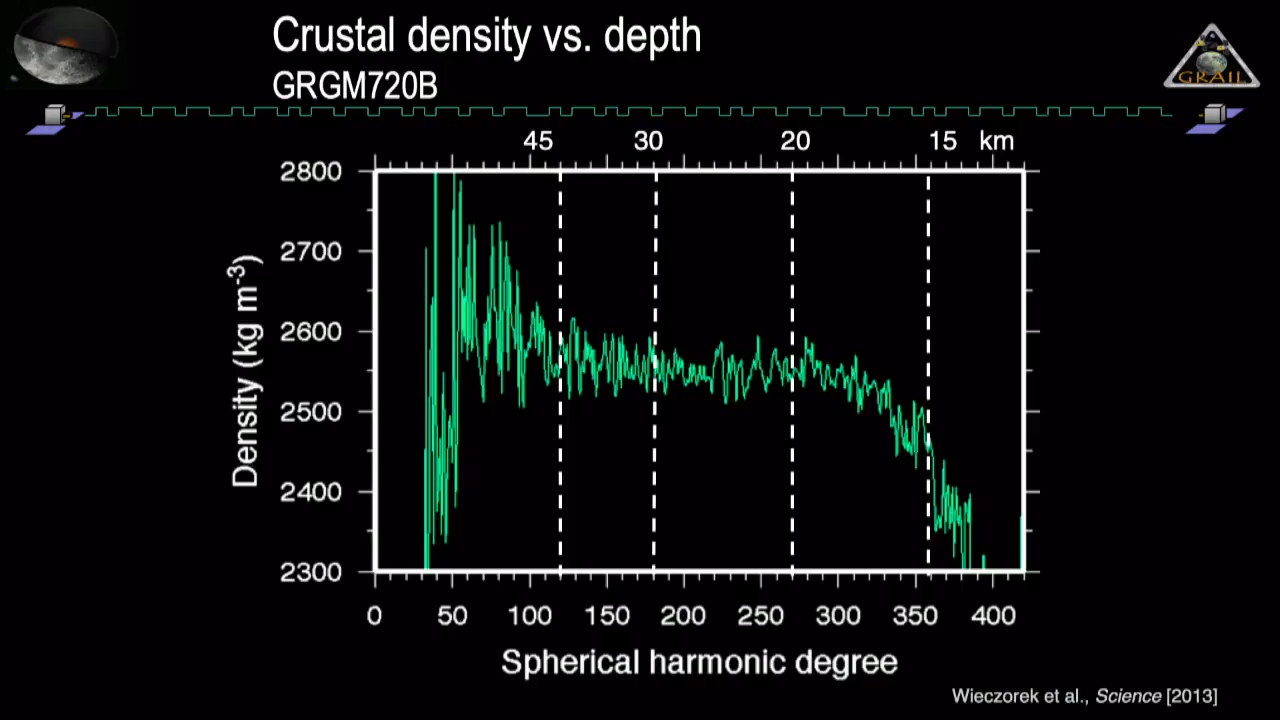 Crustal density vs. depth
GRGM720B
GRAIL
45 30 20 15 km
2800
2700
2600
2500
2400
2300
Density (kg m⁻³)
0 50 100 150 200 250 300 350 400
Spherical harmonic degree
Wieczorek et al., Science [2013]